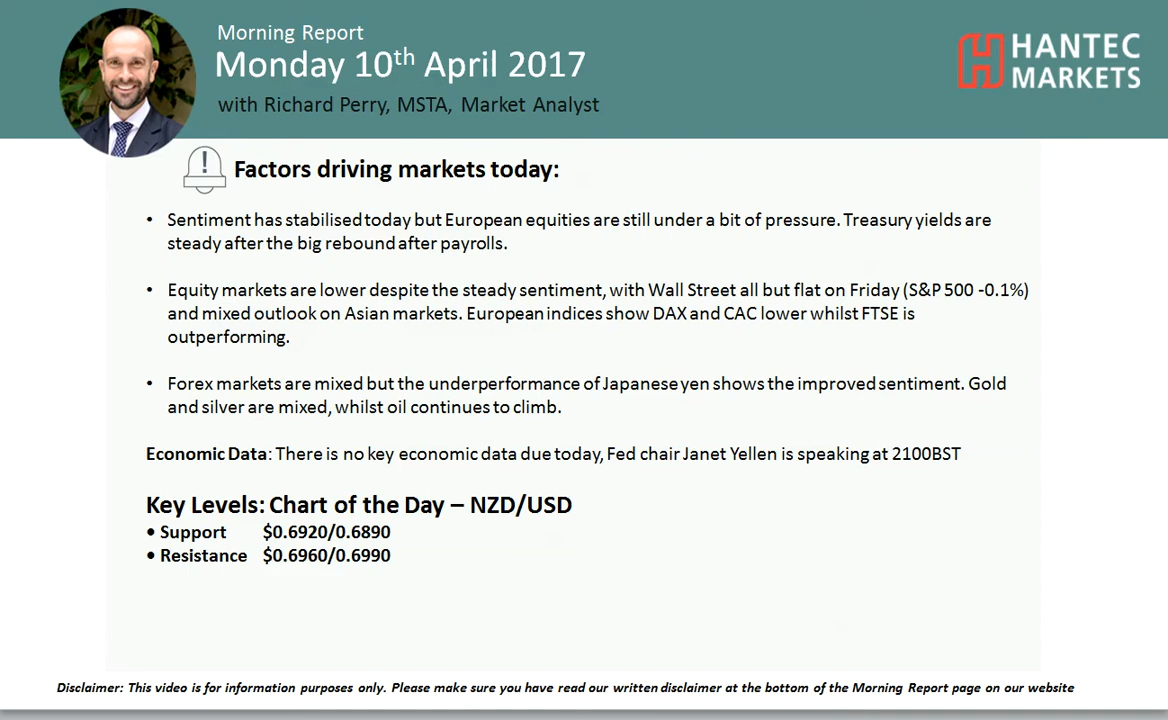 Morning Report
Monday 10th April 2017
with Richard Perry, MSTA, Market Analyst
HANTEC
MARKETS
Factors driving markets today:
• Sentiment has stabilised today but European equities are still under a bit of pressure. Treasury yields are
steady after the big rebound after payrolls.
• Equity markets are lower despite the steady sentiment, with Wall Street all but flat on Friday (S&P 500 -0.1%)
and mixed outlook on Asian markets. European indices show DAX and CAC lower whilst FTSE is
outperforming.
• Forex markets are mixed but the underperformance of Japanese yen shows the improved sentiment. Gold
and silver are mixed, whilst oil continues to climb.
Economic Data: There is no key economic data due today, Fed chair Janet Yellen is speaking at 2100BST
Key Levels: Chart of the Day – NZD/USD
• Support $0.6920/0.6890
• Resistance $0.6960/0.6990
Disclaimer: This video is for information purposes only. Please make sure you have read our written disclaimer at the bottom of the Morning Report page on our website